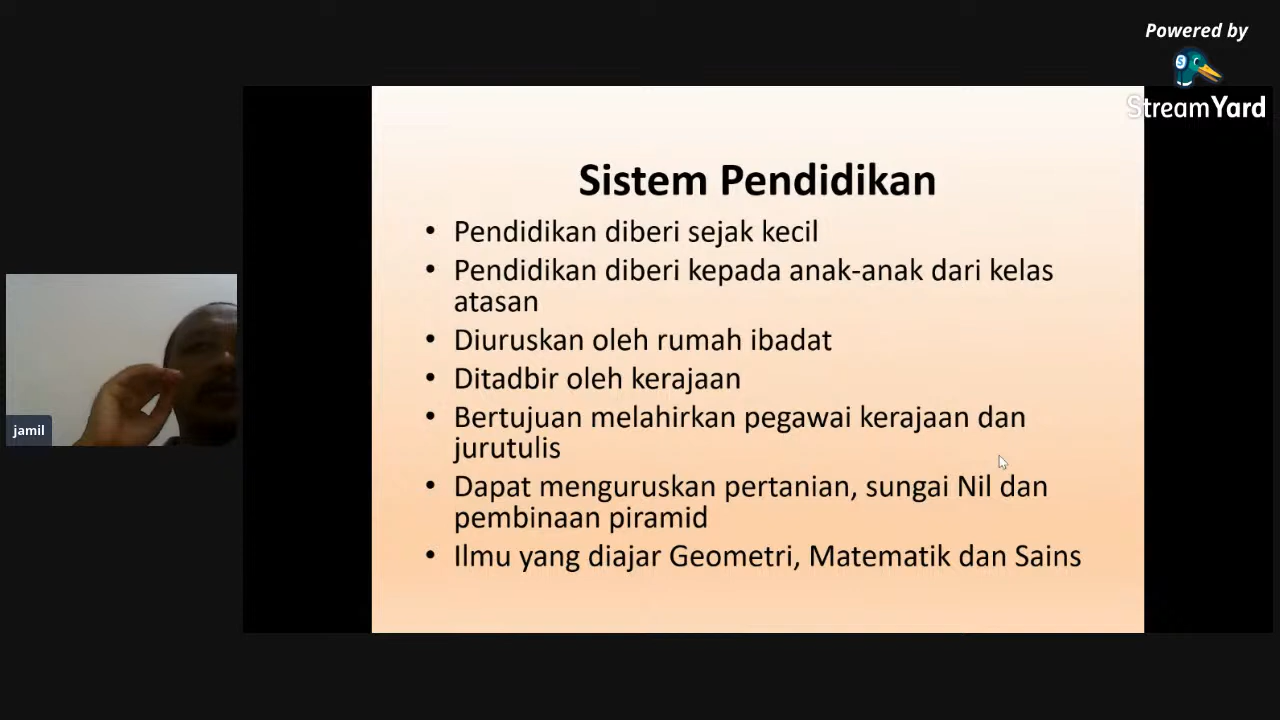 Powered by
StreamYard
Sistem Pendidikan
• Pendidikan diberi sejak kecil
• Pendidikan diberi kepada anak-anak dari kelas
atasan
• Diuruskan oleh rumah ibadat
• Ditadbir oleh kerajaan
• Bertujuan melahirkan pegawai kerajaan dan
jurutulis
• Dapat menguruskan pertanian, sungai Nil dan
pembinaan piramid
• Ilmu yang diajar Geometri, Matematik dan Sains
jamil